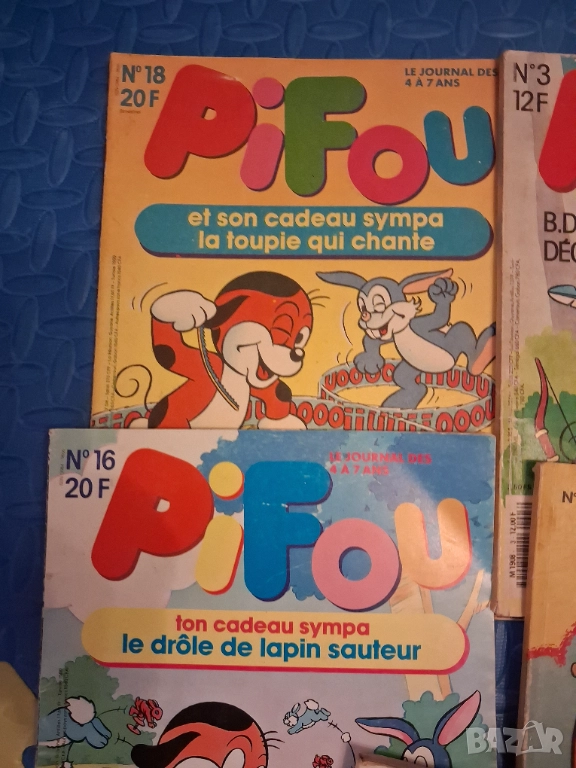 N° 18
20 F
LE JOURNAL DES
4 À 7 ANS
PiFou
et son cadeau sympa
la toupie qui chante
N° 3
12 F
B.D
DÉC
N° 16
20 F
LE JOURNAL DES
4 À 7 ANS
PiFou
ton cadeau sympa
le drôle de lapin sauteur
N°
BAZAR